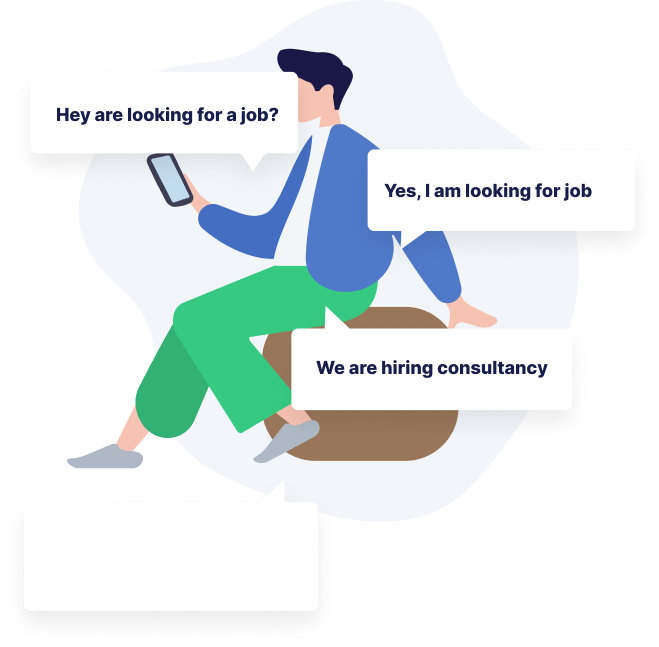 Hey are looking for a job?
Yes, I am looking for job
We are hiring consultancy